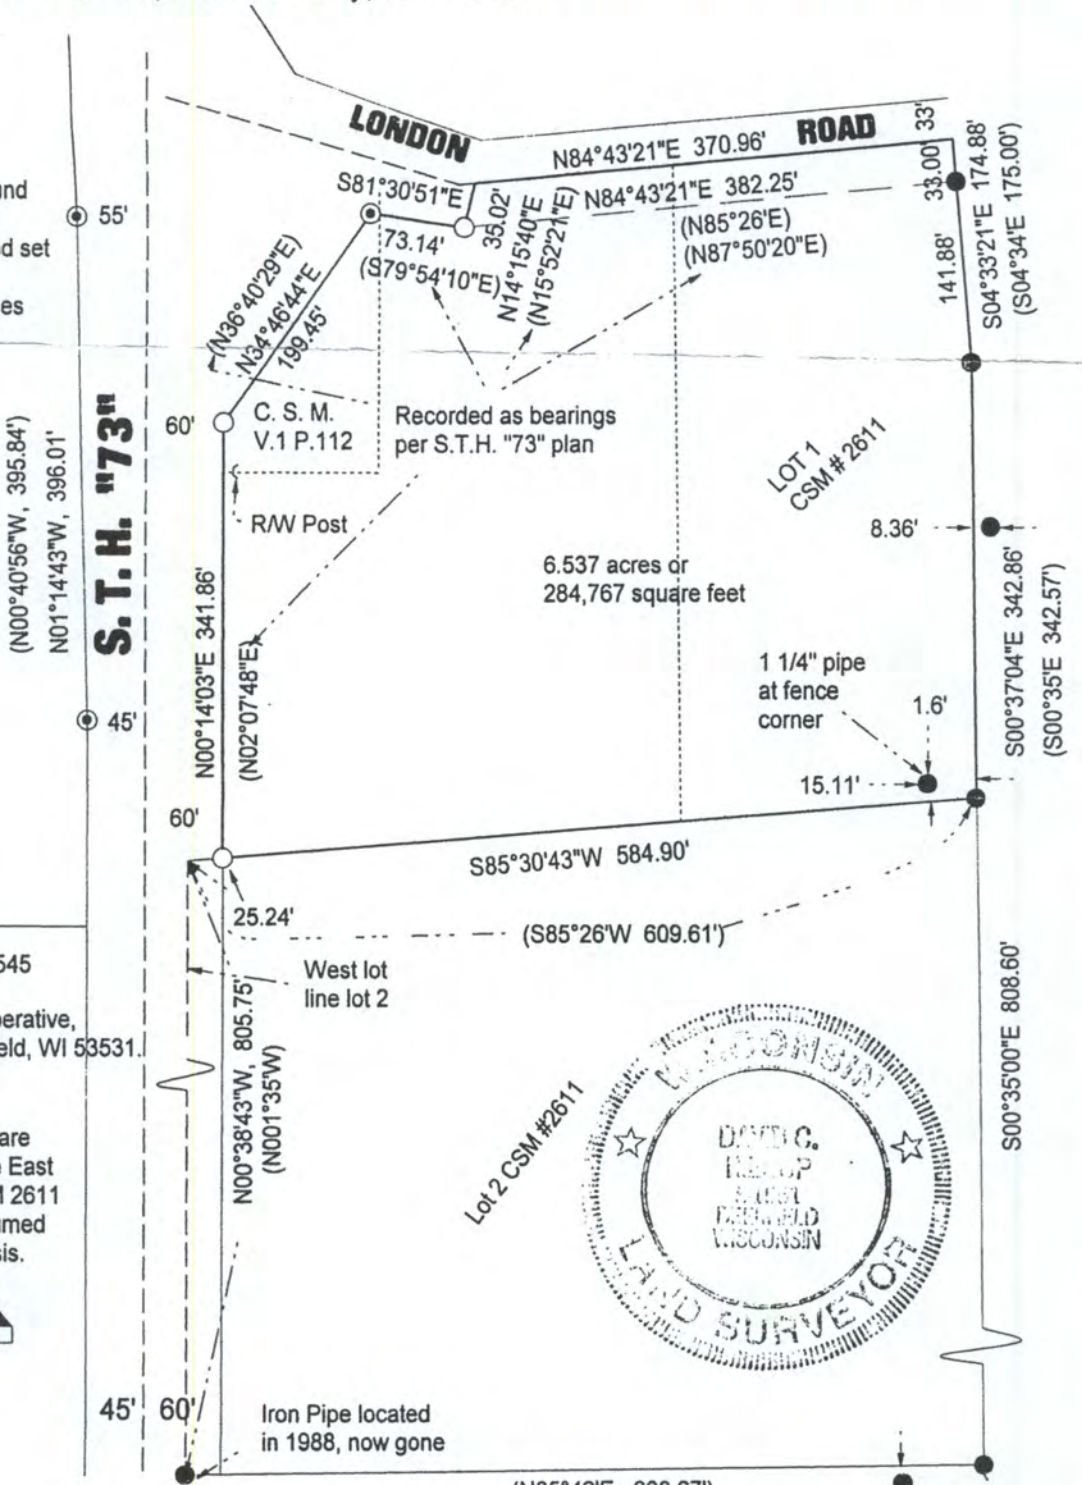 LONDON ROAD
N84°43'21"E 370.96'
33'
33.00'
S81°30'51"E
73.14'
(S79°54'10"E)
35.02'
N14°15'40"E
(N15°52'21"E)
N84°43'21"E 382.25'
(N85°26'E)
(N87°50'20"E)
141.88'
S04°33'21"E 174.88'
(S04°34'E 175.00')
und
55'
d set
es
(N36°40'29"E)
N34°46'44"E
199.45'
60'
C. S. M.
V.1 P.112
Recorded as bearings
per S.T.H. "73" plan
LOT 1
CSM # 2611
R/W Post
8.36'
(N00°40'56"W, 395.84')
N01°14'43"W, 396.01'
S. T. H. "73"
6.537 acres or
284,767 square feet
N00°14'03"E 341.86'
(N02°07'48"E)
1 1/4" pipe
at fence
corner
1.6'
15.11'
S00°37'04"E 342.86'
(S00°35'E 342.57')
45'
60'
S85°30'43"W 584.90'
25.24'
(S85°26'W 609.61')
545
West lot
line lot 2
perative,
eld, WI 53531.
N00°38'43"W, 805.75'
(N001°35'W)
S00°35'00"E 808.60'
are
East
2611
umed
sis.
Lot 2 CSM #2611
WISCONSIN
DAVID C.
DEERFIELD
WISCONSIN
LAND SURVEYOR
45' 60'
Iron Pipe located
in 1988, now gone